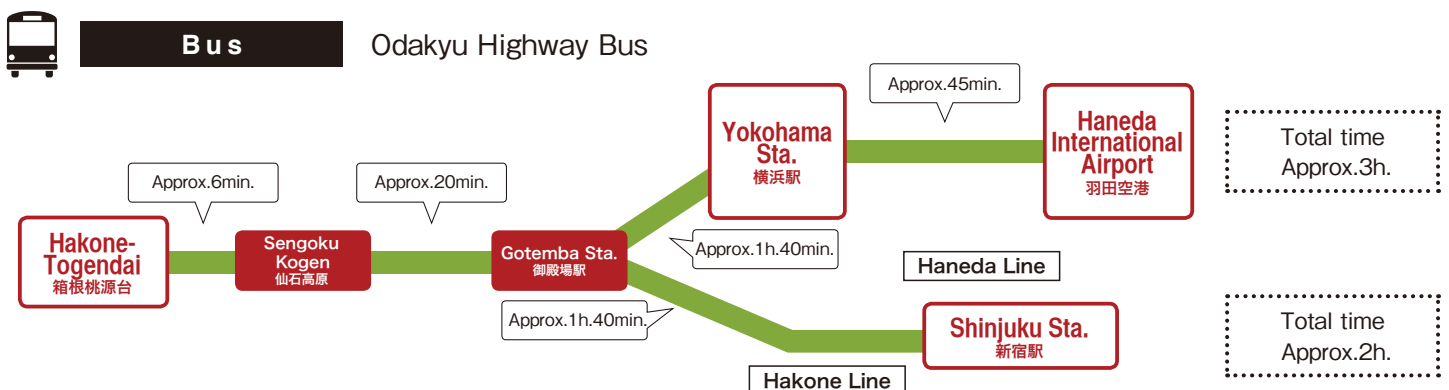 Bus
Odakyu Highway Bus
Approx.45min.
Yokohama
Sta.
横浜駅
Haneda
International
Airport
羽田空港
Total time
Approx.3h.
Approx.6min.
Approx.20min.
Hakone-
Togendai
箱根桃源台
Sengoku
Kogen
仙石高原
Gotemba Sta.
御殿場駅
Approx.1h.40min.
Haneda Line
Approx.1h.40min.
Shinjuku Sta.
新宿駅
Total time
Approx.2h.
Hakone Line